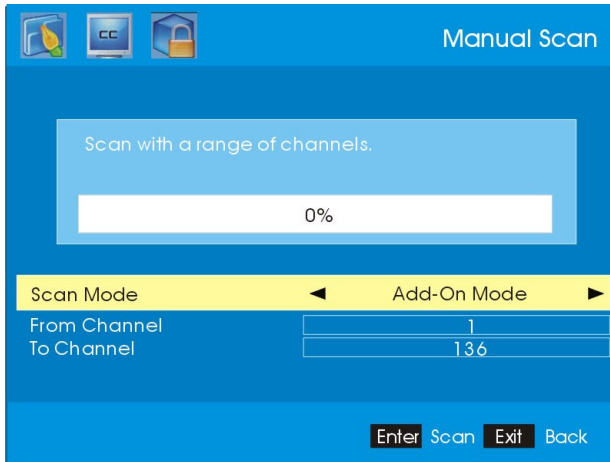 CC
Manual Scan
Scan with a range of channels.
0%
Scan Mode ◄ Add-On Mode ►
From Channel 1
To Channel 136
Enter Scan Exit Back